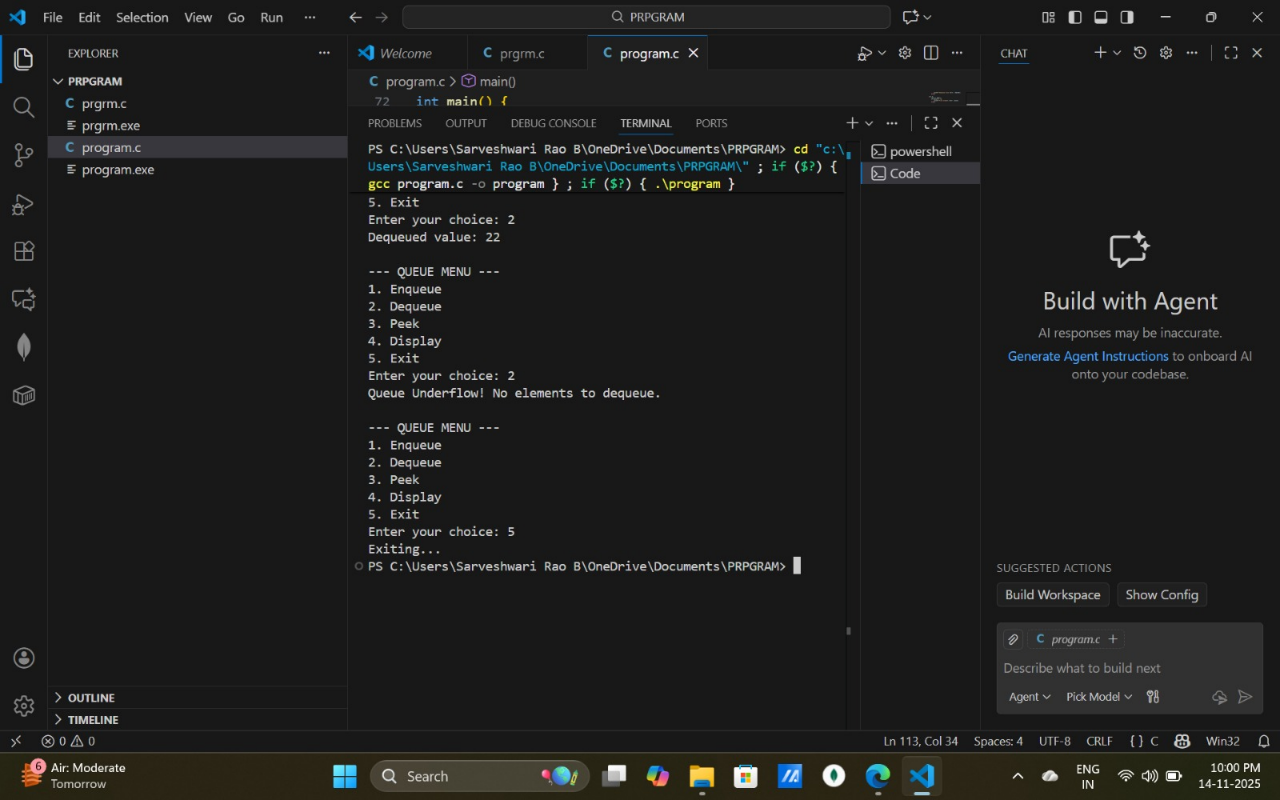 File Edit Selection View Go Run ··· PRPGRAM
EXPLORER ···
PRPGRAM
C prgrm.c
prgrm.exe
C program.c
program.exe
OUTLINE
TIMELINE
Welcome C prgrm.c C program.c
C program.c > main()
72 int main() {
PROBLEMS OUTPUT DEBUG CONSOLE TERMINAL PORTS
PS C:\Users\Sarveshwari Rao B\OneDrive\Documents\PRPGRAM> cd "c:\
Users\Sarveshwari Rao B\OneDrive\Documents\PRPGRAM\" ; if ($?) {
gcc program.c -o program } ; if ($?) { .\program }
5. Exit
Enter your choice: 2
Dequeued value: 22
--- QUEUE MENU ---
1. Enqueue
2. Dequeue
3. Peek
4. Display
5. Exit
Enter your choice: 2
Queue Underflow! No elements to dequeue.
--- QUEUE MENU ---
1. Enqueue
2. Dequeue
3. Peek
4. Display
5. Exit
Enter your choice: 5
Exiting...
PS C:\Users\Sarveshwari Rao B\OneDrive\Documents\PRPGRAM>
powershell
Code
CHAT
Build with Agent
AI responses may be inaccurate.
Generate Agent Instructions to onboard AI
onto your codebase.
SUGGESTED ACTIONS
Build Workspace Show Config
C program.c +
Describe what to build next
Agent Pick Model
0 0 Ln 113, Col 34 Spaces: 4 UTF-8 CRLF { } C Win32
6 Air: Moderate
Tomorrow
Search
ENG
IN
10:00 PM
14-11-2025